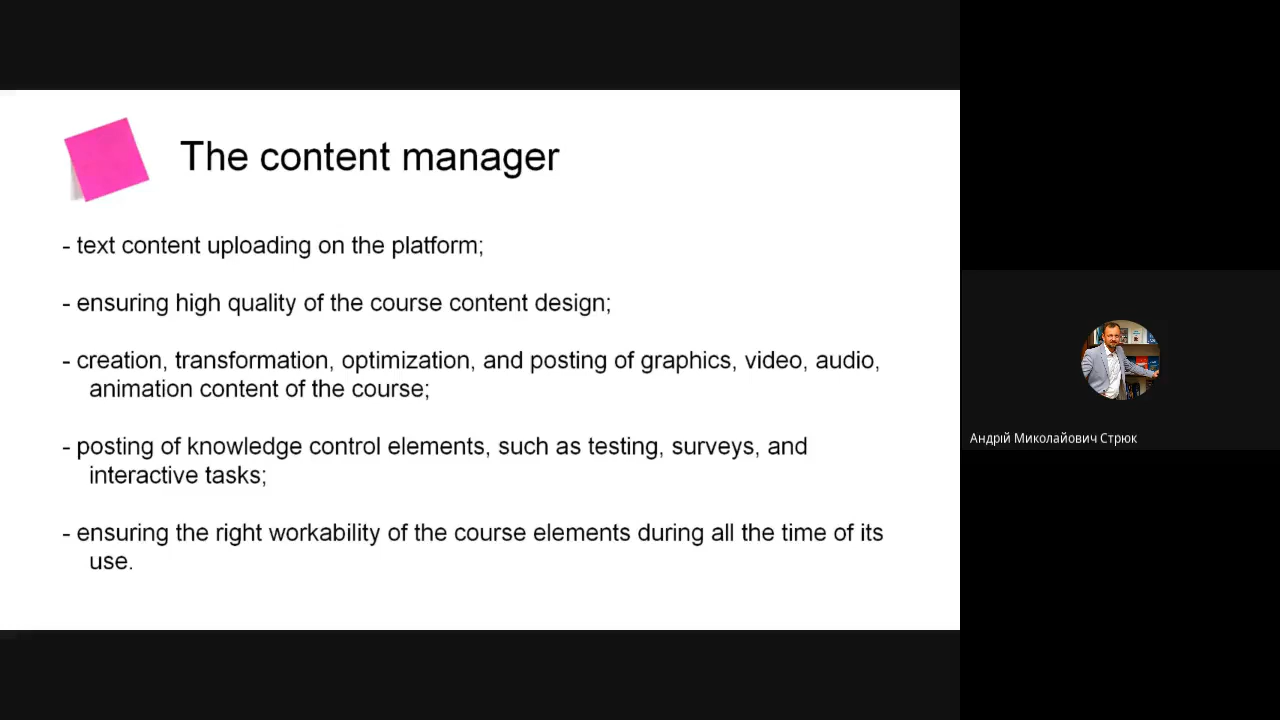 The content manager
- text content uploading on the platform;
- ensuring high quality of the course content design;
- creation, transformation, optimization, and posting of graphics, video, audio,
animation content of the course;
- posting of knowledge control elements, such as testing, surveys, and
interactive tasks;
- ensuring the right workability of the course elements during all the time of its
use.
Андрій Миколайович Стрюк